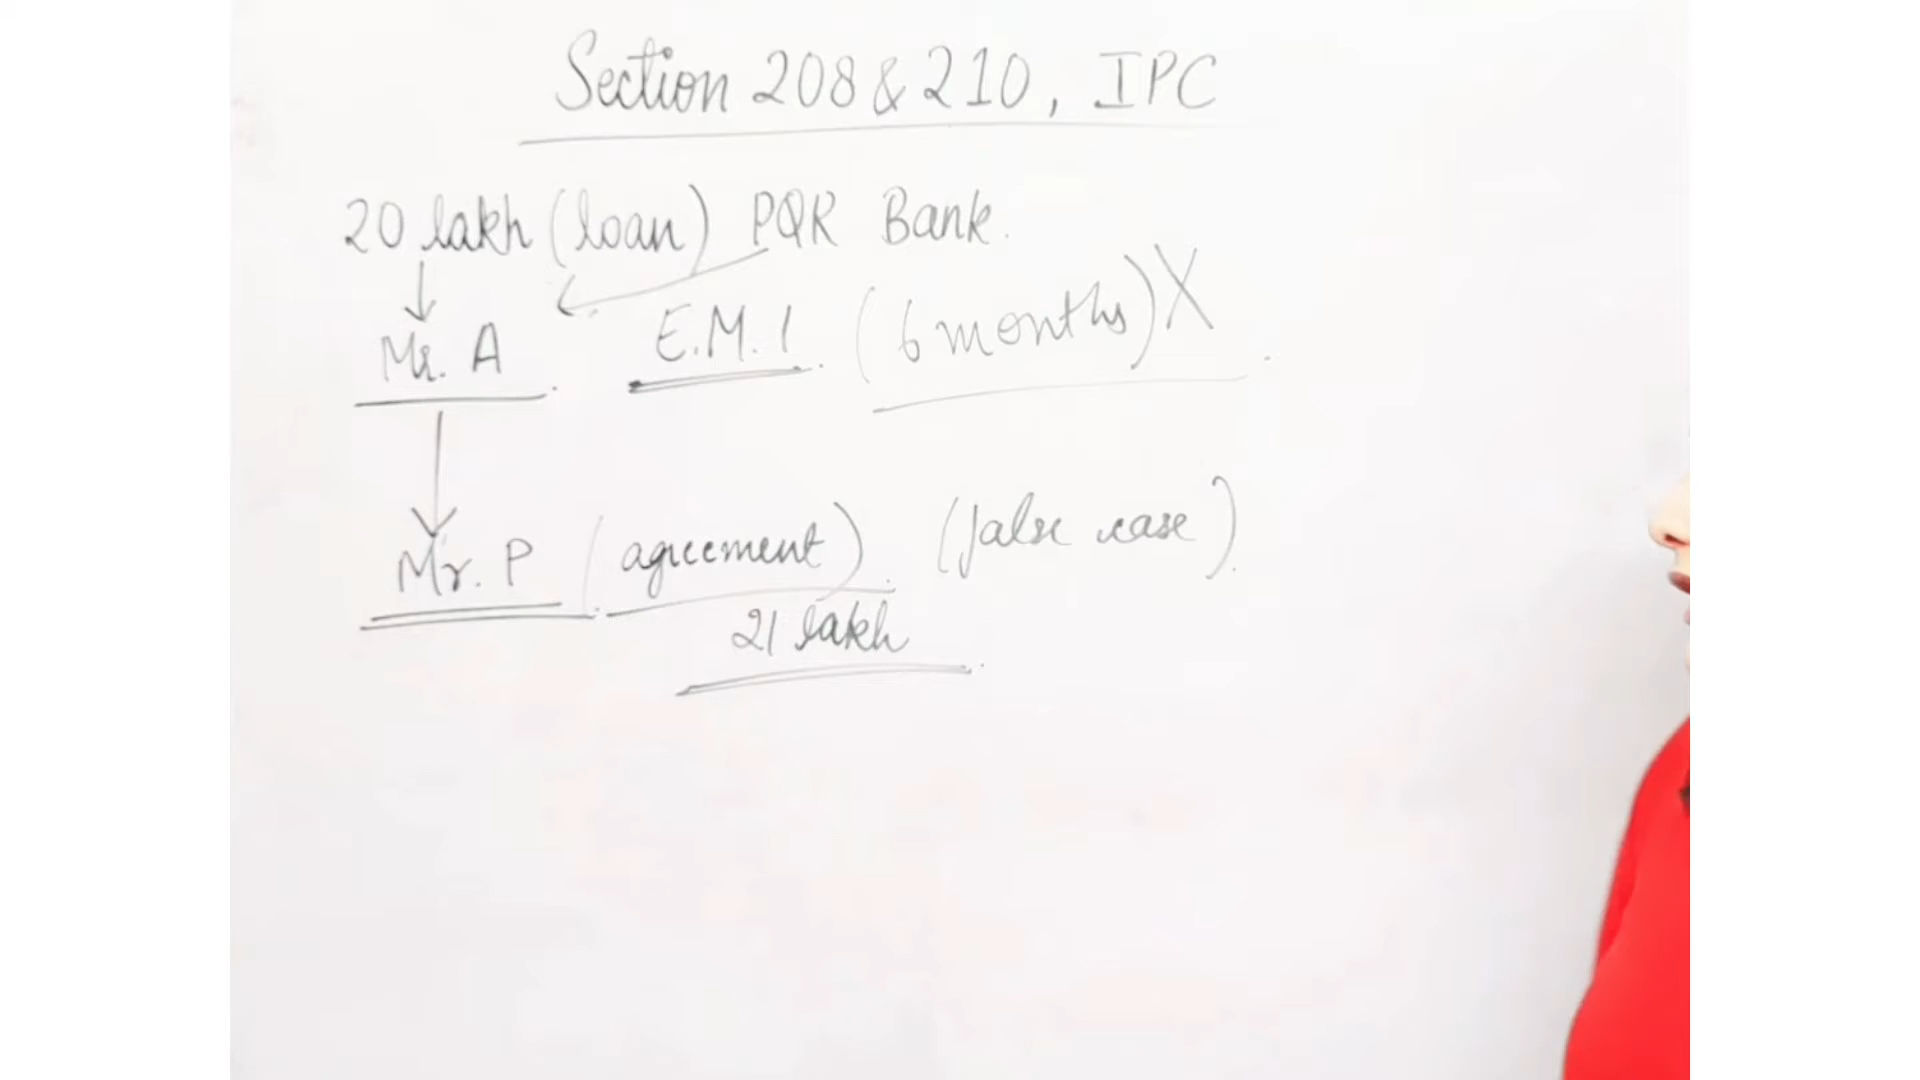 Section 208 & 210, IPC
20 lakh (loan) PQR Bank.
Mr. A E.M.I. (6 months) X
Mr. P (agreement) (false case).
21 lakh